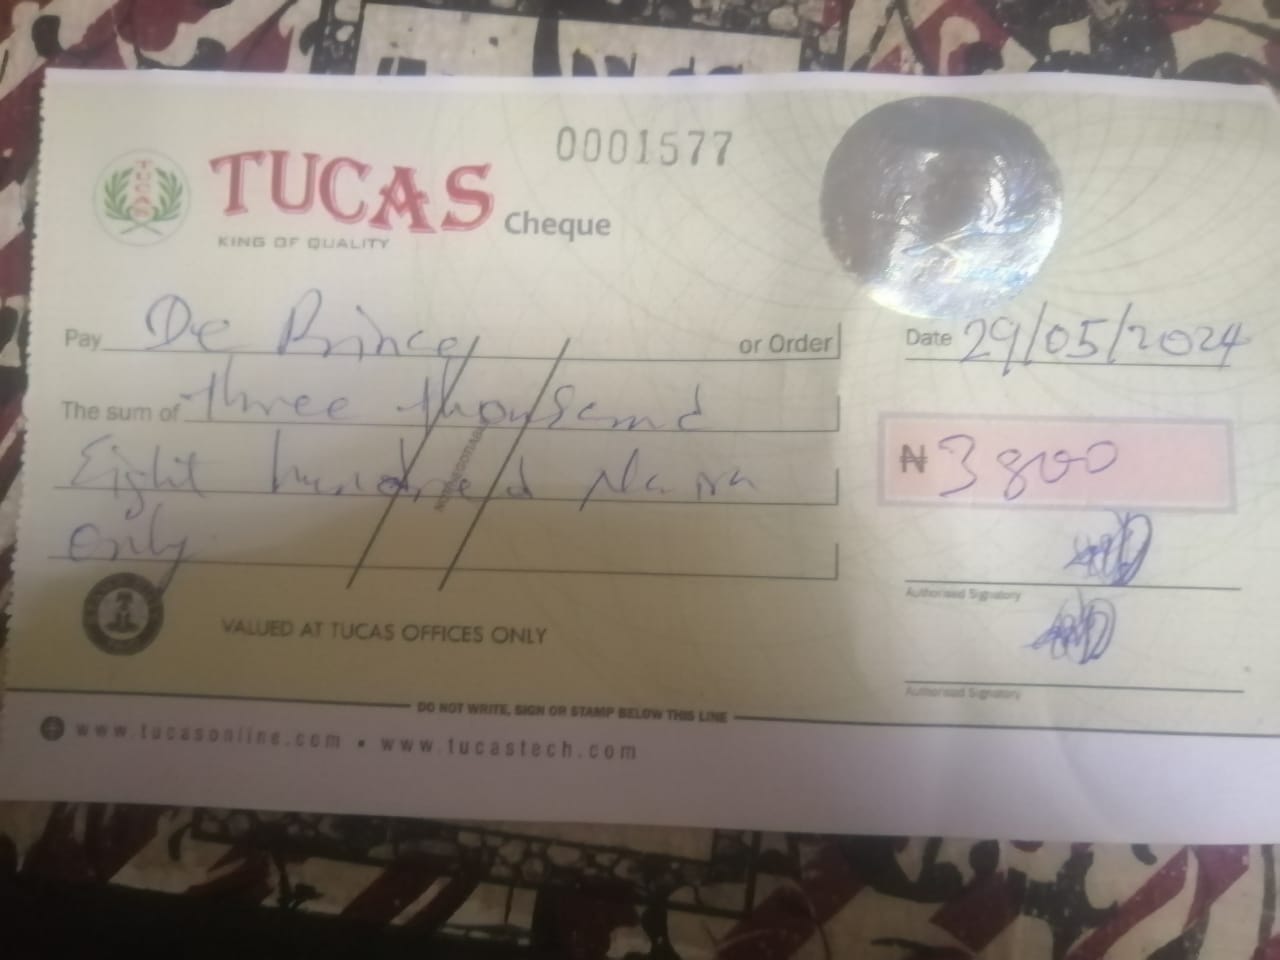 0001577
TUCAS Cheque
KING OF QUALITY
Pay De Prince or Order
Date 29/05/2024
The sum of three thousand
Eight hundred Naira
only
₦ 3800
Authorised Signatory
Authorised Signatory
VALUED AT TUCAS OFFICES ONLY
DO NOT WRITE, SIGN OR STAMP BELOW THIS LINE
www.tucasonline.com • www.tucastech.com